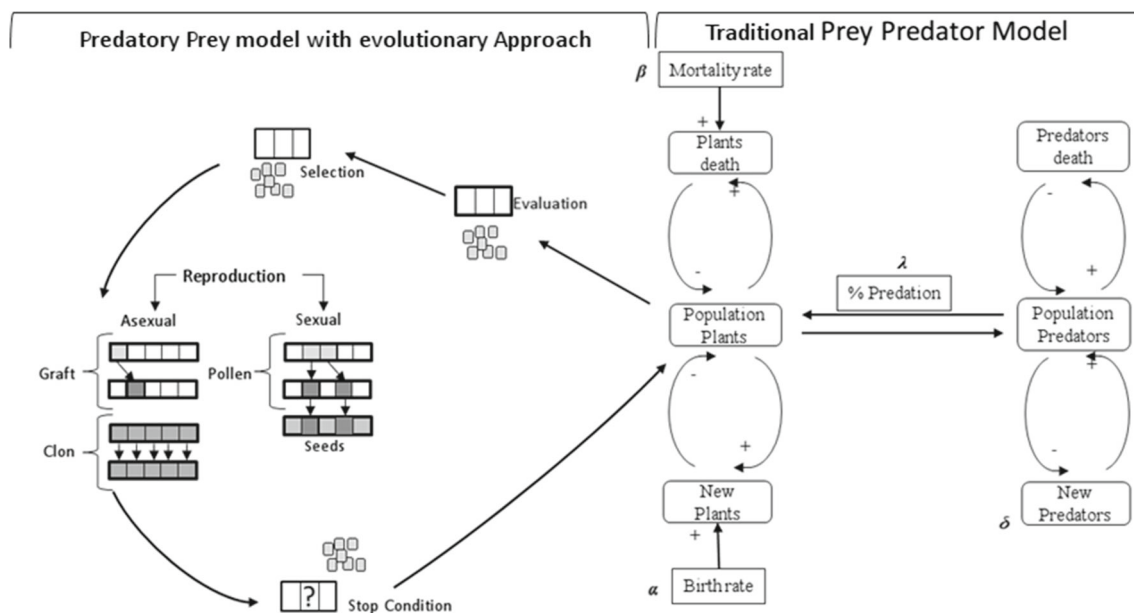 Predatory Prey model with evolutionary Approach
Traditional Prey Predator Model
β
Mortality rate
+
Plants
death
Predators
death
Selection
Evaluation
-
+
-
+
-
+
λ
% Predation
Population
Plants
Population
Predators
Reproduction
Asexual
Sexual
Graft
Pollen
Clon
Seeds
-
+
+
-
New
Plants
New
Predators
δ
+
?
Stop Condition
α
Birth rate